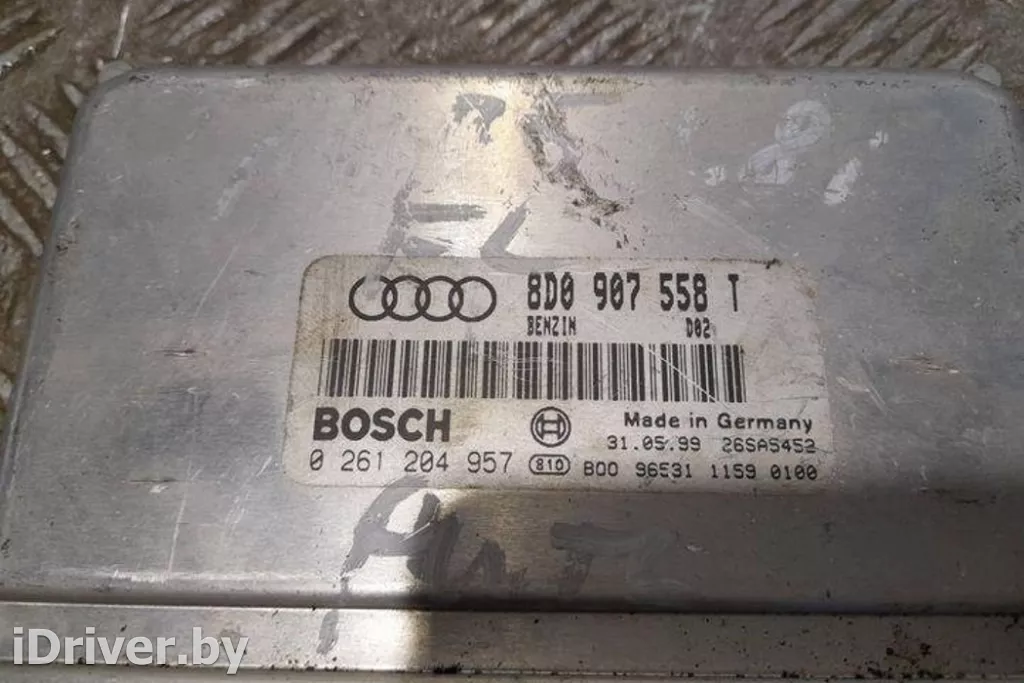 8D0 907 558 T
BENZIN D02
BOSCH
Made in Germany
31.05.99 26SA5452
0 261 204 957 810 B00 96531 1159 0100
iDriver.by